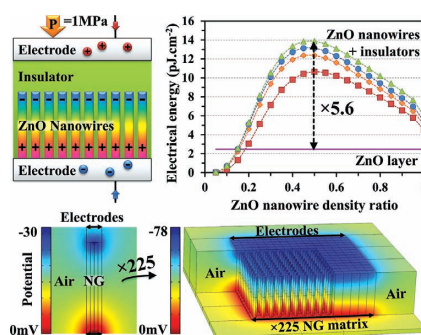 P =1MPa
Electrode
Insulator
ZnO Nanowires
Electrode
Electrical energy (pJ.cm-2)
16
14
12
10
8
6
4
2
0
ZnO nanowires
+ insulators
×5.6
ZnO layer
0 0.2 0.4 0.6 0.8
ZnO nanowire density ratio
Electrodes
-30
Potential
0mV
Air
NG
×225
-78
0mV
Electrodes
Air
Air
×225 NG matrix